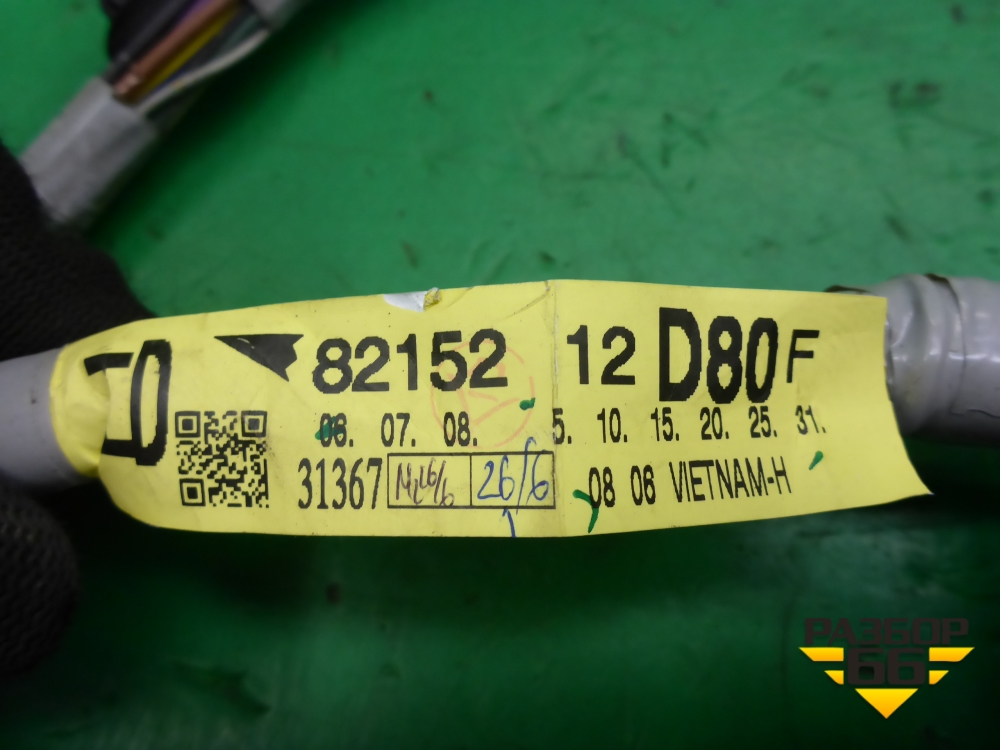 82152 12 D80 F
D
06. 07. 08. 5. 10. 15. 20. 25. 31.
31367 26/6 08 06 VIETNAM-H
РАЗБОР
66